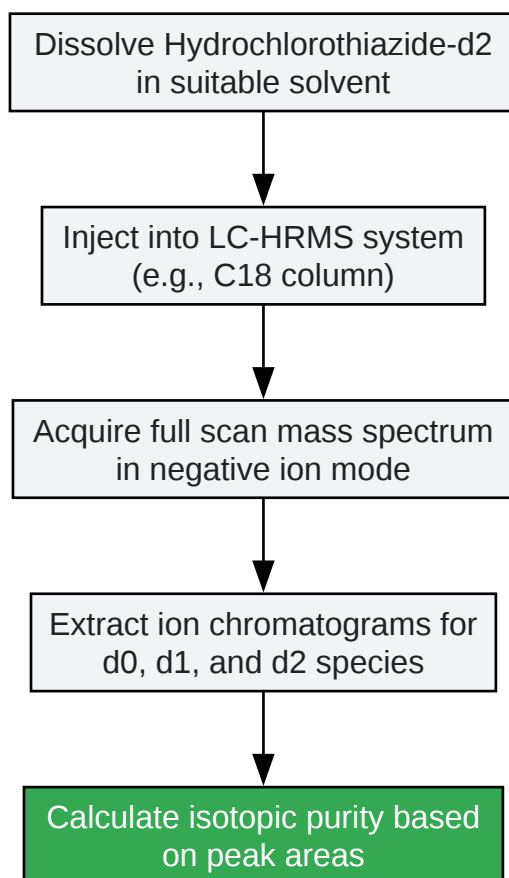 Dissolve Hydrochlorothiazide-d2
in suitable solvent
Inject into LC-HRMS system
(e.g., C18 column)
Acquire full scan mass spectrum
in negative ion mode
Extract ion chromatograms for
d0, d1, and d2 species
Calculate isotopic purity based
on peak areas